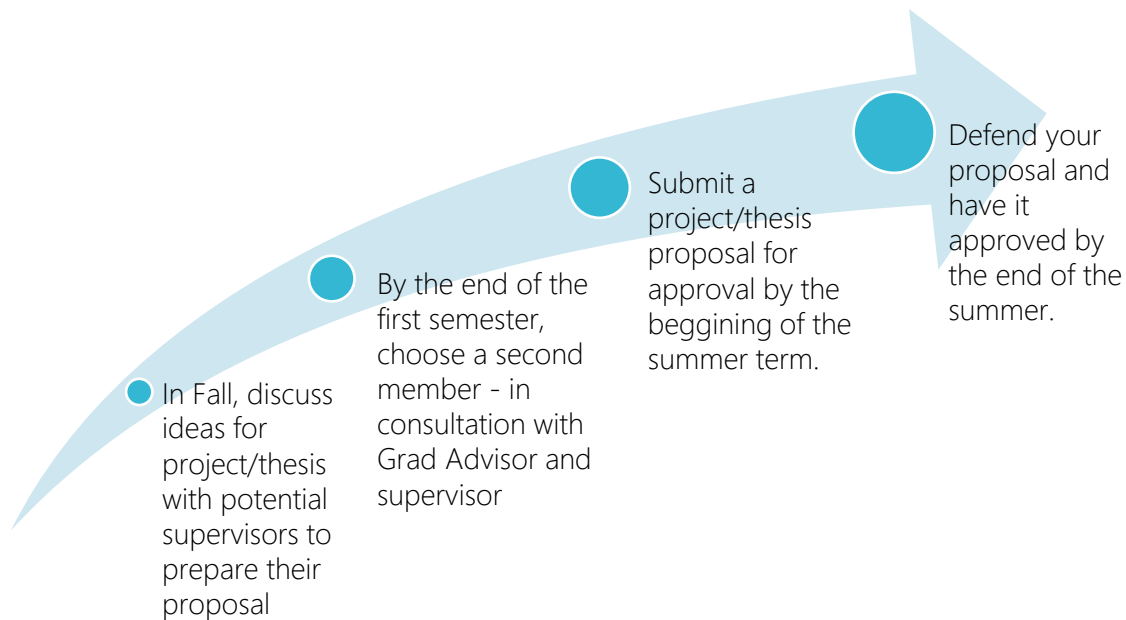 In Fall, discuss
ideas for
project/thesis
with potential
supervisors to
prepare their
proposal
By the end of the
first semester,
choose a second
member - in
consultation with
Grad Advisor and
supervisor
Submit a
project/thesis
proposal for
approval by the
beggining of the
summer term.
Defend your
proposal and
have it
approved by
the end of the
summer.